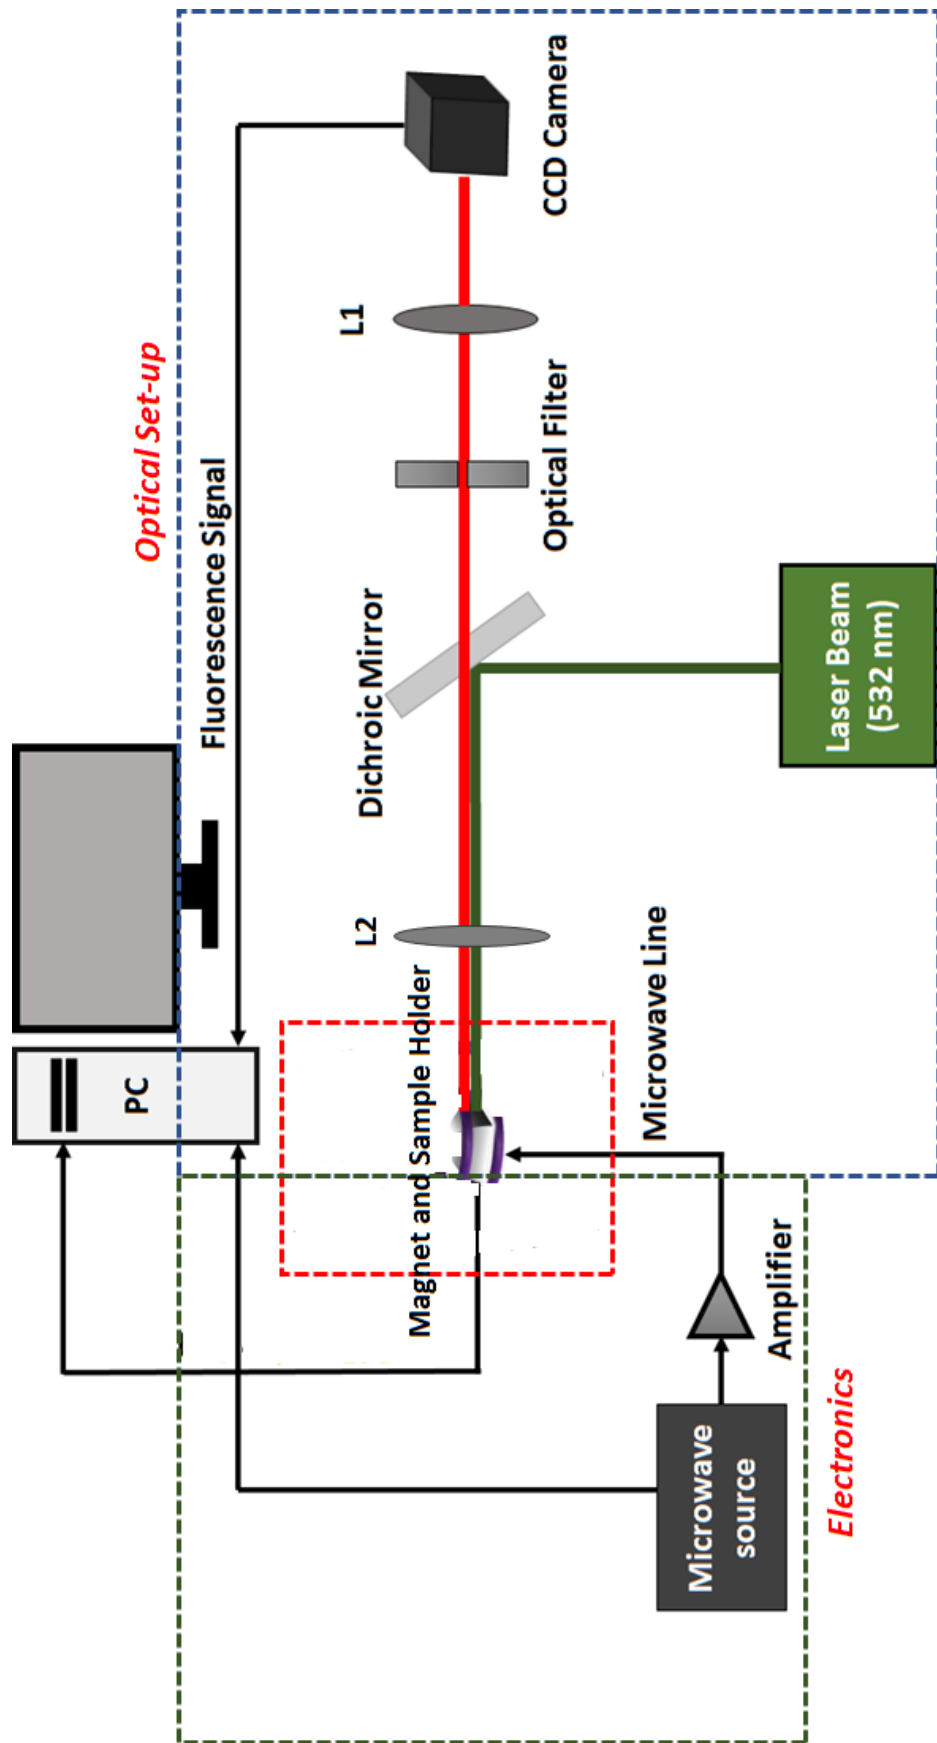 Optical Set-up
Fluorescence Signal
PC
CCD Camera
L1
Optical Filter
Dichroic Mirror
L2
Laser Beam
(532 nm)
Magnet and Sample Holder
Microwave Line
Amplifier
Microwave
source
Electronics